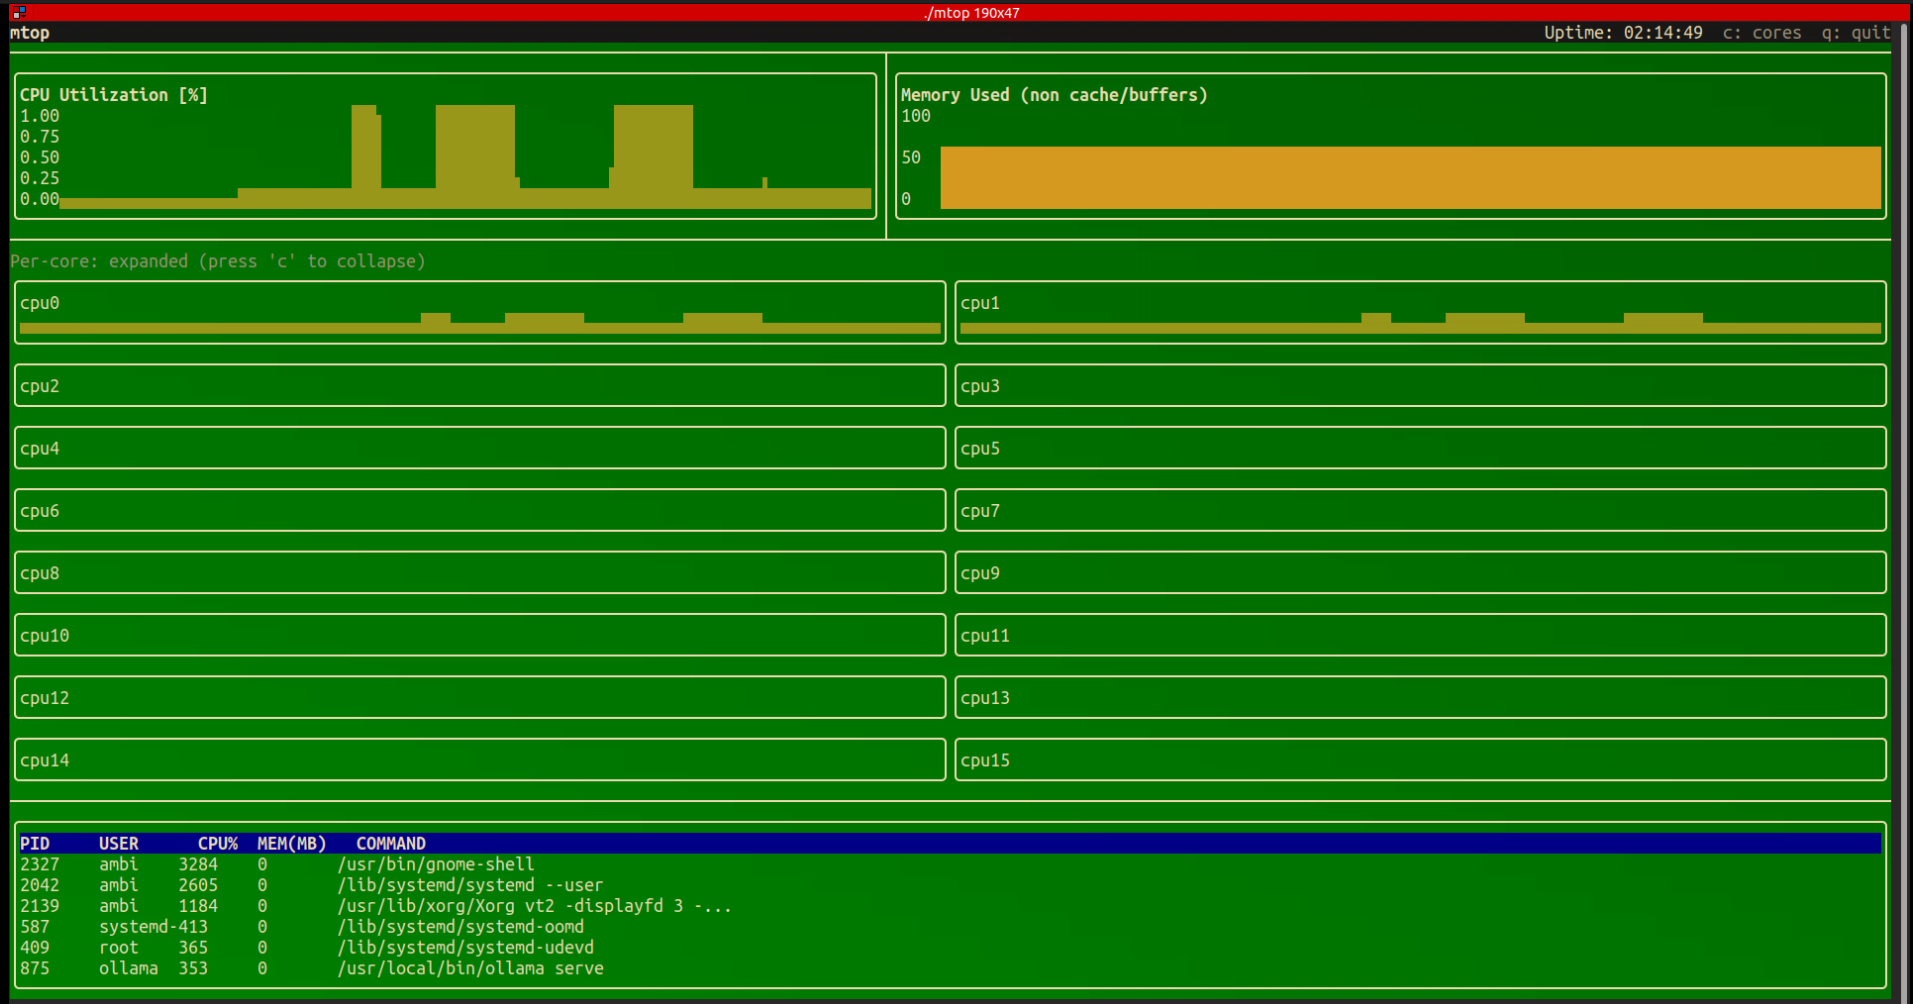 ./mtop 190x47
mtop Uptime: 02:14:49 c: cores q: quit
CPU Utilization [%]
1.00
0.75
0.50
0.25
0.00
Memory Used (non cache/buffers)
100
50
0
Per-core: expanded (press 'c' to collapse)
cpu0 cpu1
cpu2 cpu3
cpu4 cpu5
cpu6 cpu7
cpu8 cpu9
cpu10 cpu11
cpu12 cpu13
cpu14 cpu15
PID USER CPU% MEM(MB) COMMAND
2327 ambi 3284 0 /usr/bin/gnome-shell
2042 ambi 2605 0 /lib/systemd/systemd --user
2139 ambi 1184 0 /usr/lib/xorg/Xorg vt2 -displayfd 3 -...
587 systemd-413 0 /lib/systemd/systemd-oomd
409 root 365 0 /lib/systemd/systemd-udevd
875 ollama 353 0 /usr/local/bin/ollama serve